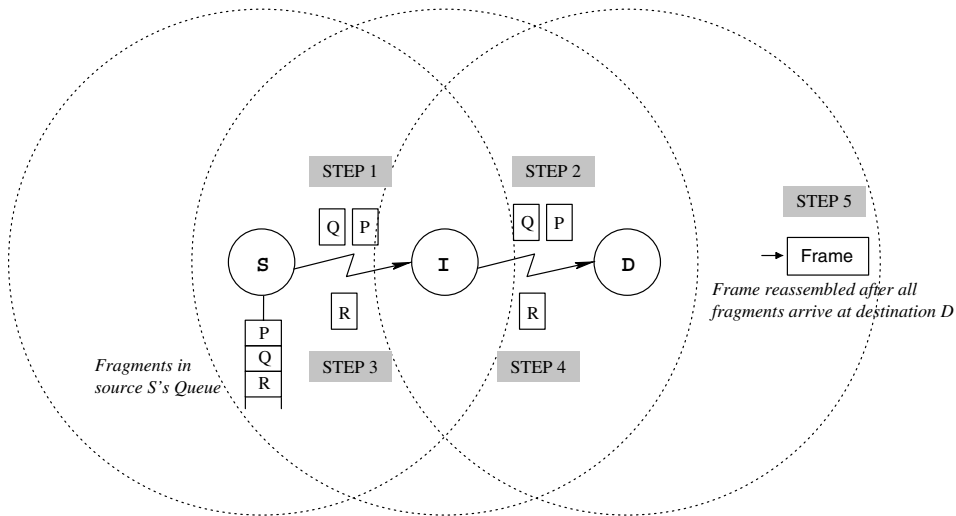 STEP 1
STEP 2
STEP 5
Q P
Q P
S
I
D
Frame
Frame reassembled after all
fragments arrive at destination D
R
R
P
Q
R
Fragments in
source S's Queue
STEP 3
STEP 4